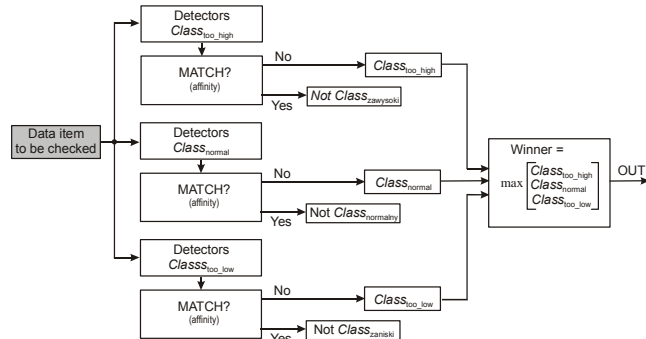 Detectors
Class too_high
MATCH?
(affinity)
No
Class too_high
Yes
Not Class zawysoki
Data item
to be checked
Detectors
Class normal
MATCH?
(affinity)
No
Class normal
Yes
Not Class normalny
Winner =
max
Class too_high
Class normal
Class too_low
OUT
Detectors
Classs too_low
MATCH?
(affinity)
No
Class too_low
Yes
Not Class zaniski